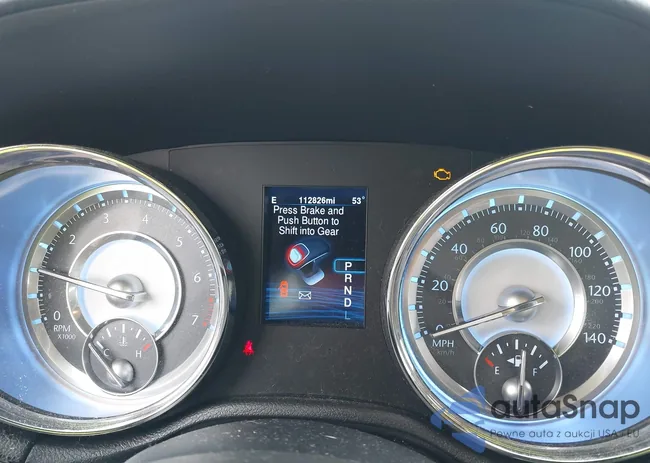 E 112826mi 53°
Press Brake and
Push Button to
Shift into Gear
P
R
N
D
L
0 1 2 3 4 5 6 7
RPM
X1000
C H
0 20 40 60 80 100 120 140
MPH
km/h
E F
autoSnap
Pewne auta z aukcji USA i EU